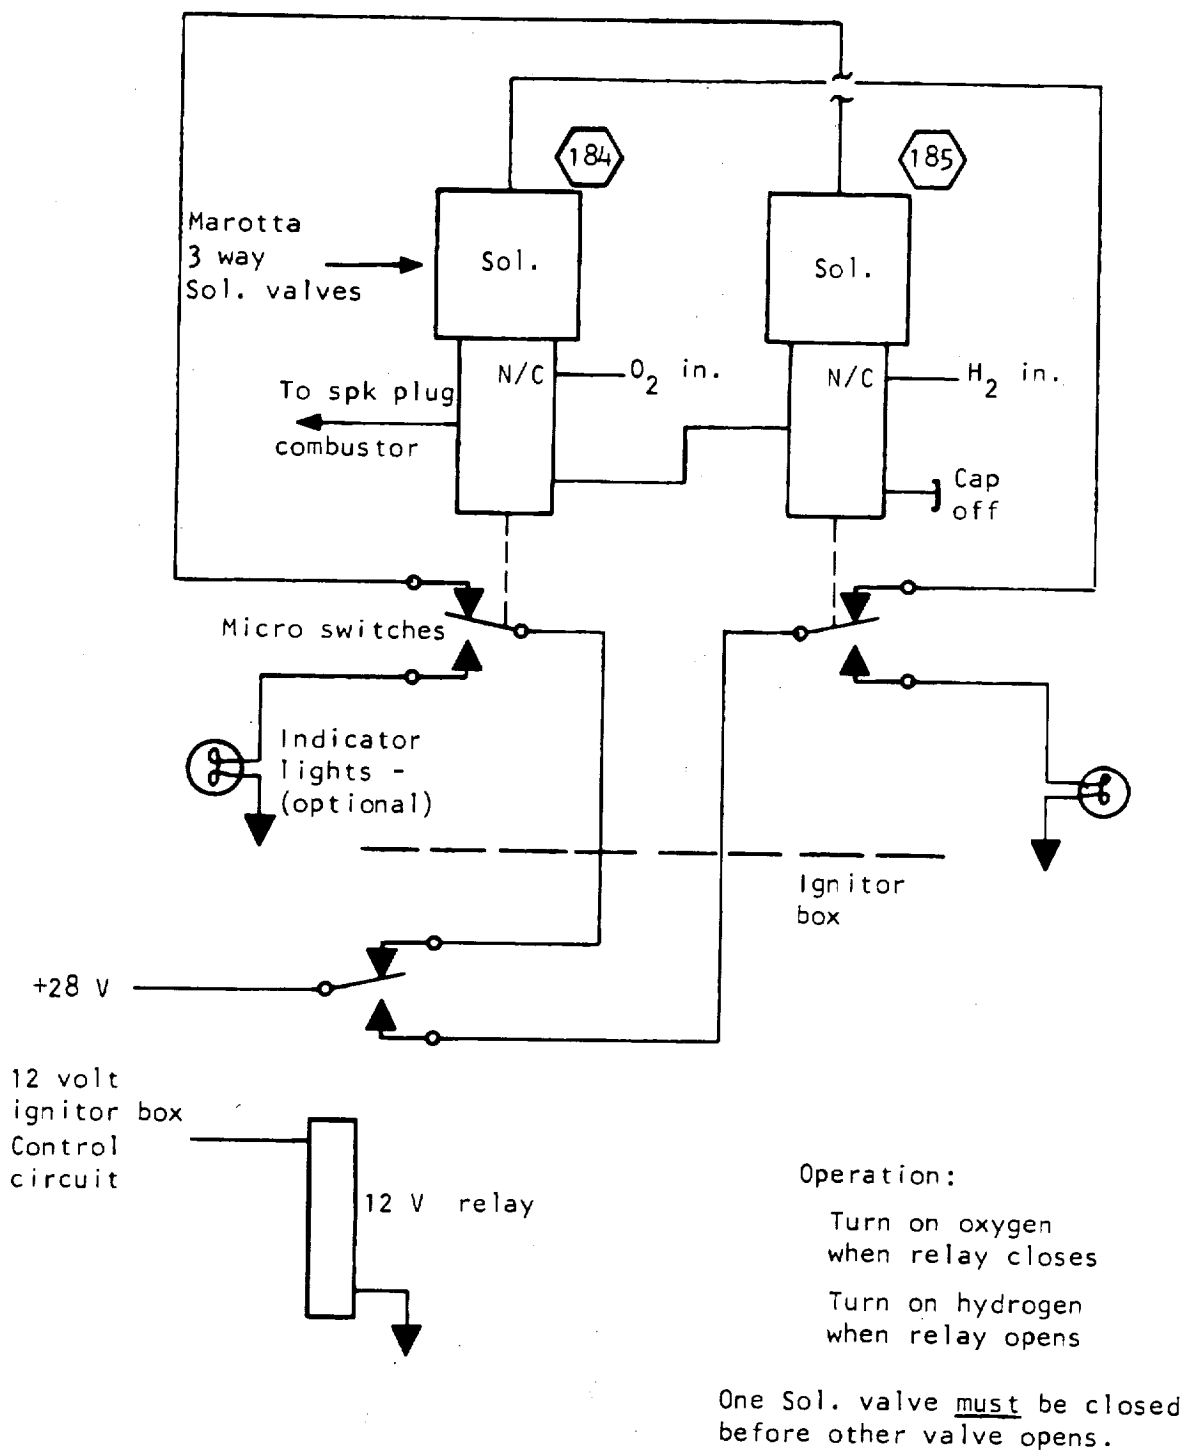 184
185
Marotta
3 way
Sol. valves
Sol.
Sol.
N/C
O2 in.
N/C
H2 in.
To spk plug
combustor
Cap
off
Micro switches
Indicator
lights -
(optional)
Ignitor
box
+28 V
12 volt
ignitor box
Control
circuit
12 V relay
Operation:
Turn on oxygen
when relay closes
Turn on hydrogen
when relay opens
One Sol. valve must be closed
before other valve opens.